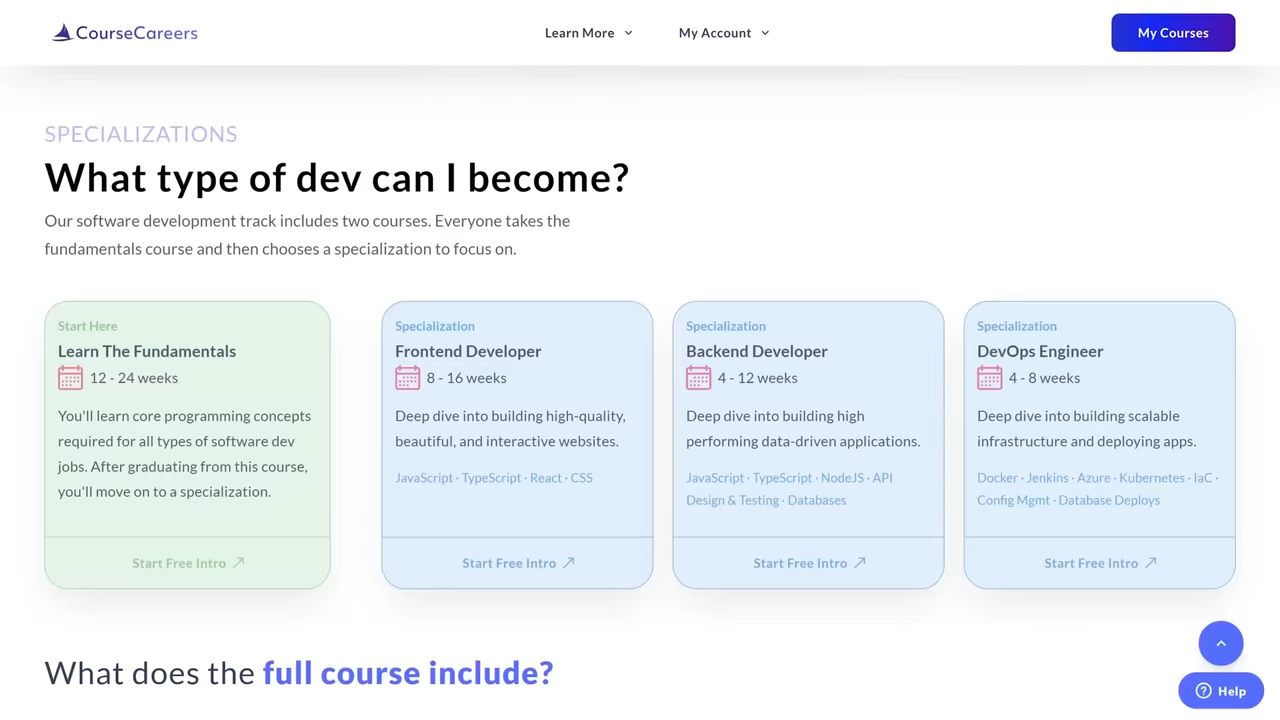 CourseCareers
Learn More
My Account
My Courses
SPECIALIZATIONS
What type of dev can I become?
Our software development track includes two courses. Everyone takes the
fundamentals course and then chooses a specialization to focus on.
Start Here
Learn The Fundamentals
12 - 24 weeks
You'll learn core programming concepts
required for all types of software dev
jobs. After graduating from this course,
you'll move on to a specialization.
Start Free Intro
Specialization
Frontend Developer
8 - 16 weeks
Deep dive into building high-quality,
beautiful, and interactive websites.
JavaScript · TypeScript · React · CSS
Start Free Intro
Specialization
Backend Developer
4 - 12 weeks
Deep dive into building high
performing data-driven applications.
JavaScript · TypeScript · NodeJS · API
Design & Testing · Databases
Start Free Intro
Specialization
DevOps Engineer
4 - 8 weeks
Deep dive into building scalable
infrastructure and deploying apps.
Docker · Jenkins · Azure · Kubernetes · IaC ·
Config Mgmt · Database Deploys
Start Free Intro
What does the full course include?
Help